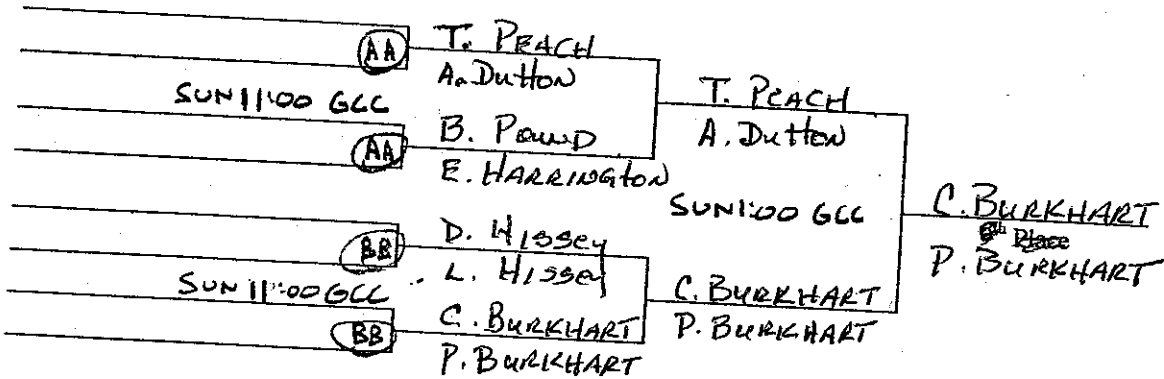 AA
T. PEACH
A. DuTTON
SUN 11:00 GCC
AA
B. POUND
E. HARRINGTON
BB
D. Hissey
L. Hissey
SUN 11:00 GCC
BB
C. BURKHART
P. BURKHART
T. PEACH
A. DuTTON
SUN 1:00 GCC
C. BURKHART
P. BURKHART
C. BURKHART
Place
P. BURKHART